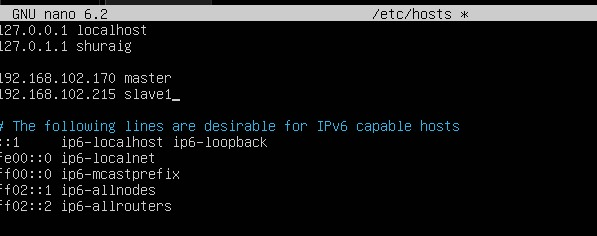 GNU nano 6.2 /etc/hosts *
127.0.0.1 localhost
127.0.1.1 shuraig
192.168.102.170 master
192.168.102.215 slave1_
# The following lines are desirable for IPv6 capable hosts
::1 ip6-localhost ip6-loopback
fe00::0 ip6-localnet
ff00::0 ip6-mcastprefix
ff02::1 ip6-allnodes
ff02::2 ip6-allrouters